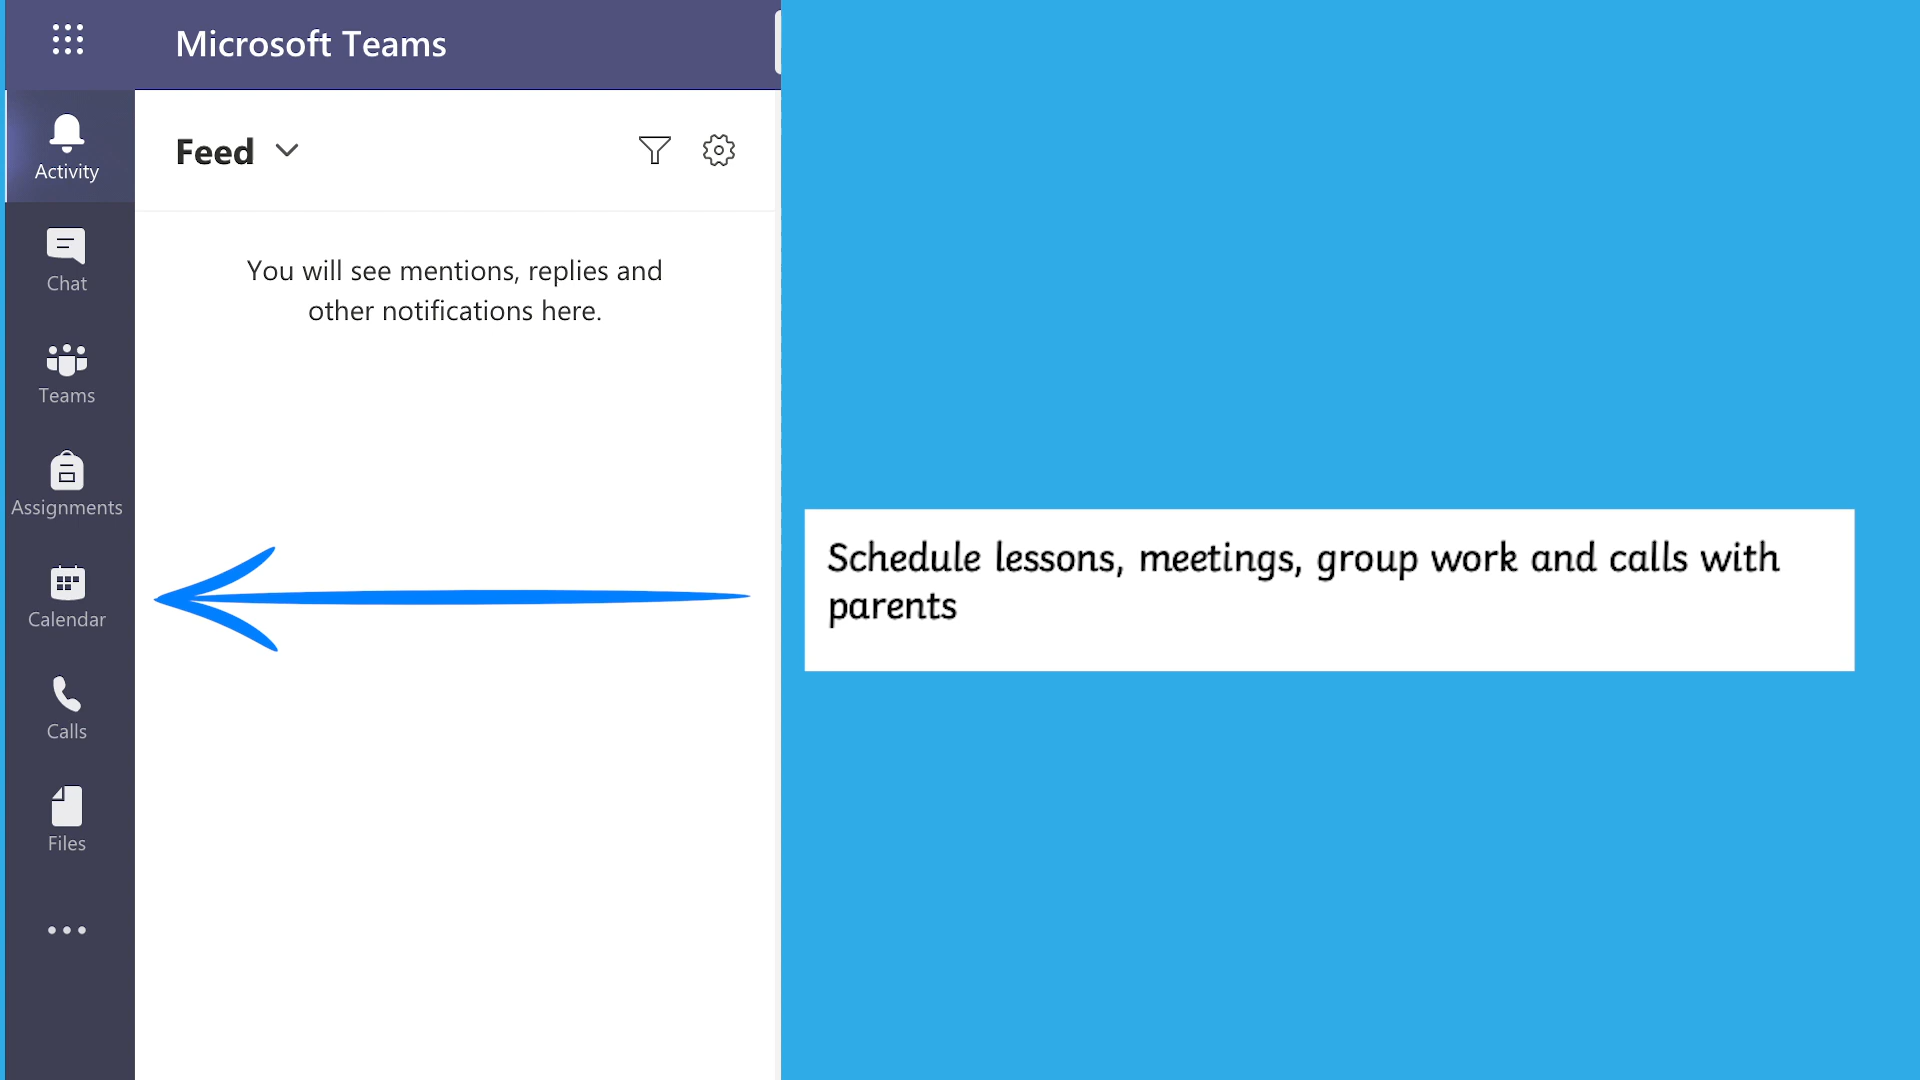 Microsoft Teams
Activity
Chat
Teams
Assignments
Calendar
Calls
Files
Feed
You will see mentions, replies and
other notifications here.
Schedule lessons, meetings, group work and calls with
parents